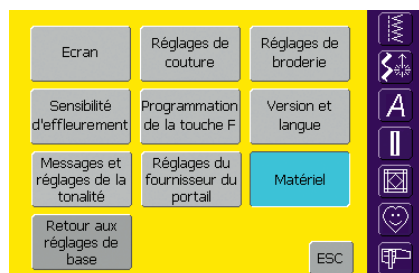 Ecran
Réglages de
couture
Réglages de
broderie
Sensibilité
d'effleurement
Programmation
de la touche F
Version et
langue
Messages et
réglages de la
tonalité
Réglages du
fournisseur du
portail
Matériel
Retour aux
réglages de
base
ESC
A